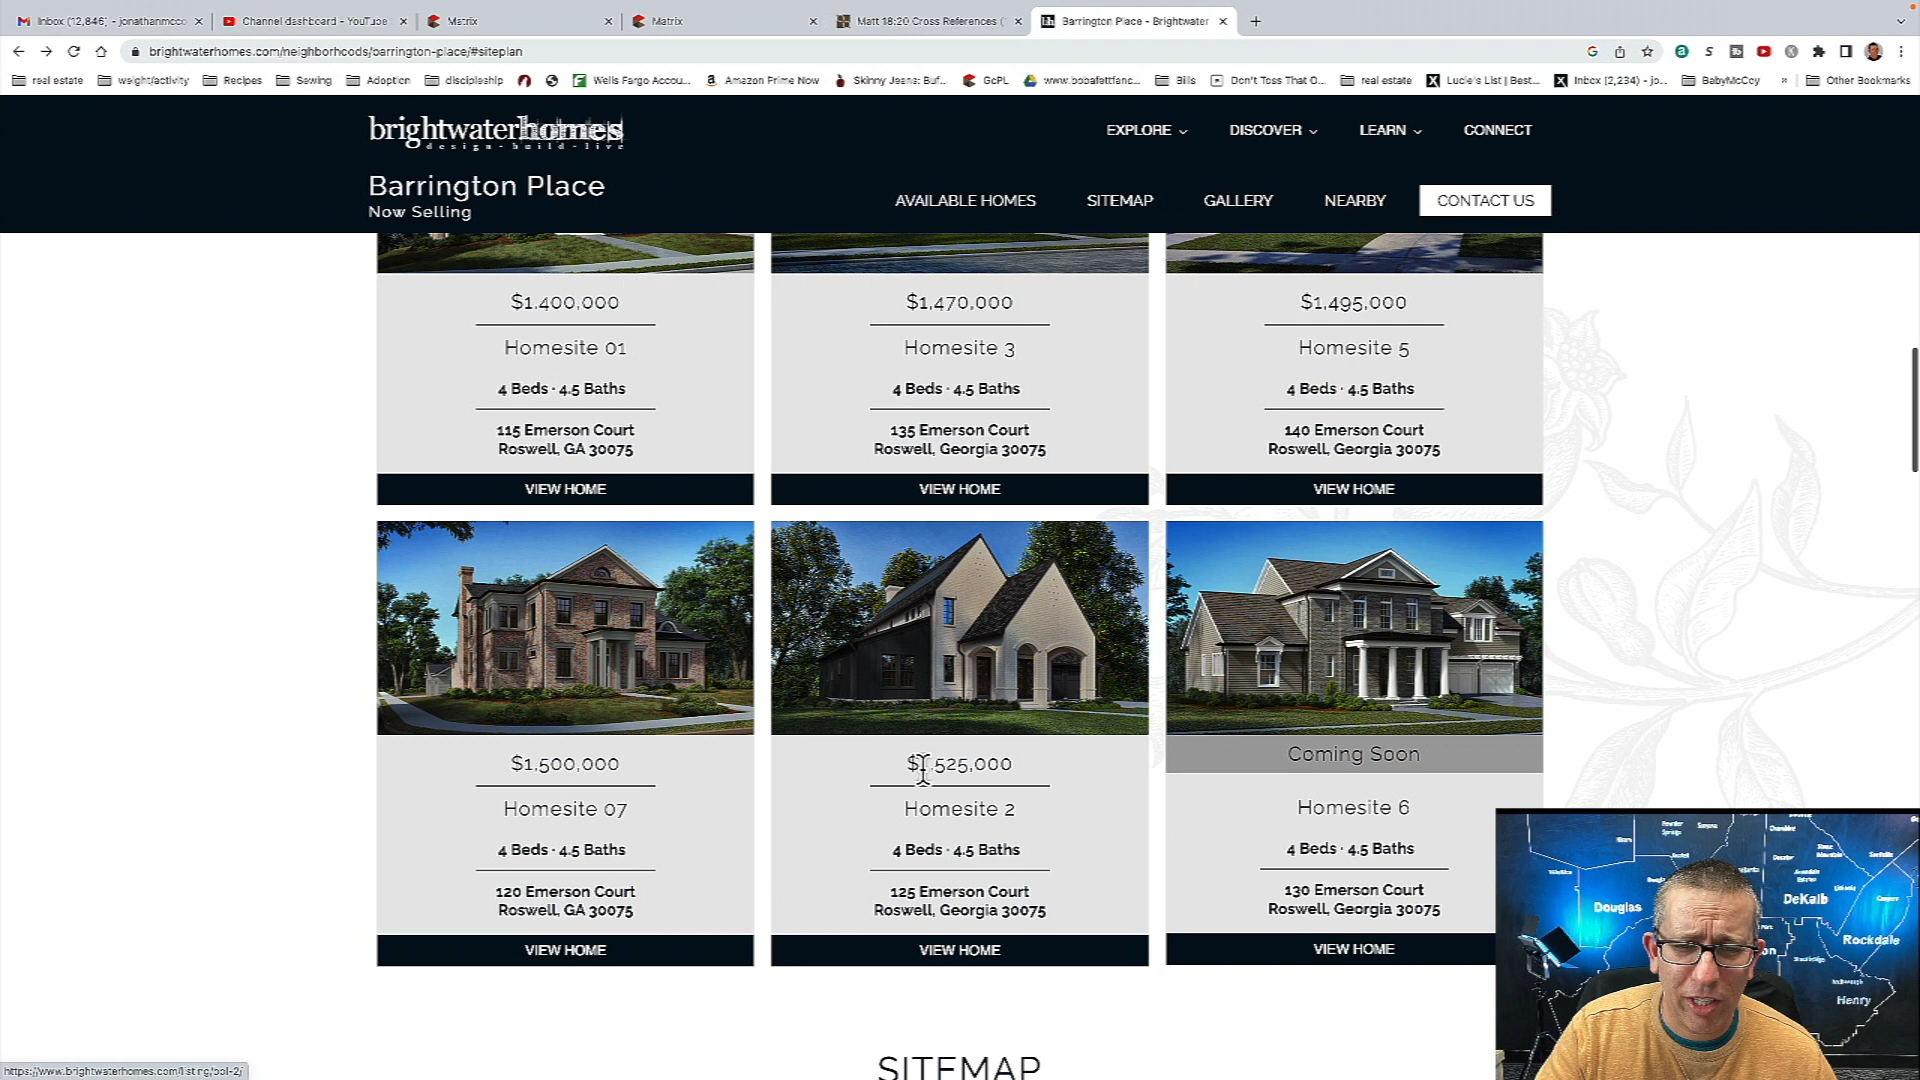 Inbox (12,846) - jonathanmcco
Channel dashboard - YouTube
Matrix
Matrix
Matt 18:20 Cross References (
Barrington Place - Brightwater
brightwaterhomes.com/neighborhoods/barrington-place/#siteplan
real estate
weight/activity
Recipes
Sewing
Adoption
discipleship
Wells Fargo Accou...
Amazon Prime Now
Skinny Jeans: Buf...
GCPL
www.bobafettfanc...
Bills
Don't Toss That O...
real estate
Lucie's List | Best...
Inbox (2,234) - jo...
BabyMcCoy
Other Bookmarks
brightwaterhomes
design-build-live
EXPLORE
DISCOVER
LEARN
CONNECT
Barrington Place
Now Selling
AVAILABLE HOMES
SITEMAP
GALLERY
NEARBY
CONTACT US
$1,400,000
Homesite 01
4 Beds · 4.5 Baths
115 Emerson Court
Roswell, GA 30075
VIEW HOME
$1,470,000
Homesite 3
4 Beds · 4.5 Baths
135 Emerson Court
Roswell, Georgia 30075
VIEW HOME
$1,495,000
Homesite 5
4 Beds · 4.5 Baths
140 Emerson Court
Roswell, Georgia 30075
VIEW HOME
$1,500,000
Homesite 07
4 Beds · 4.5 Baths
120 Emerson Court
Roswell, GA 30075
VIEW HOME
$1,525,000
Homesite 2
4 Beds · 4.5 Baths
125 Emerson Court
Roswell, Georgia 30075
VIEW HOME
Coming Soon
Homesite 6
4 Beds · 4.5 Baths
130 Emerson Court
Roswell, Georgia 30075
VIEW HOME
SITEMAP
Douglas
DeKalb
Rockdale
Henry